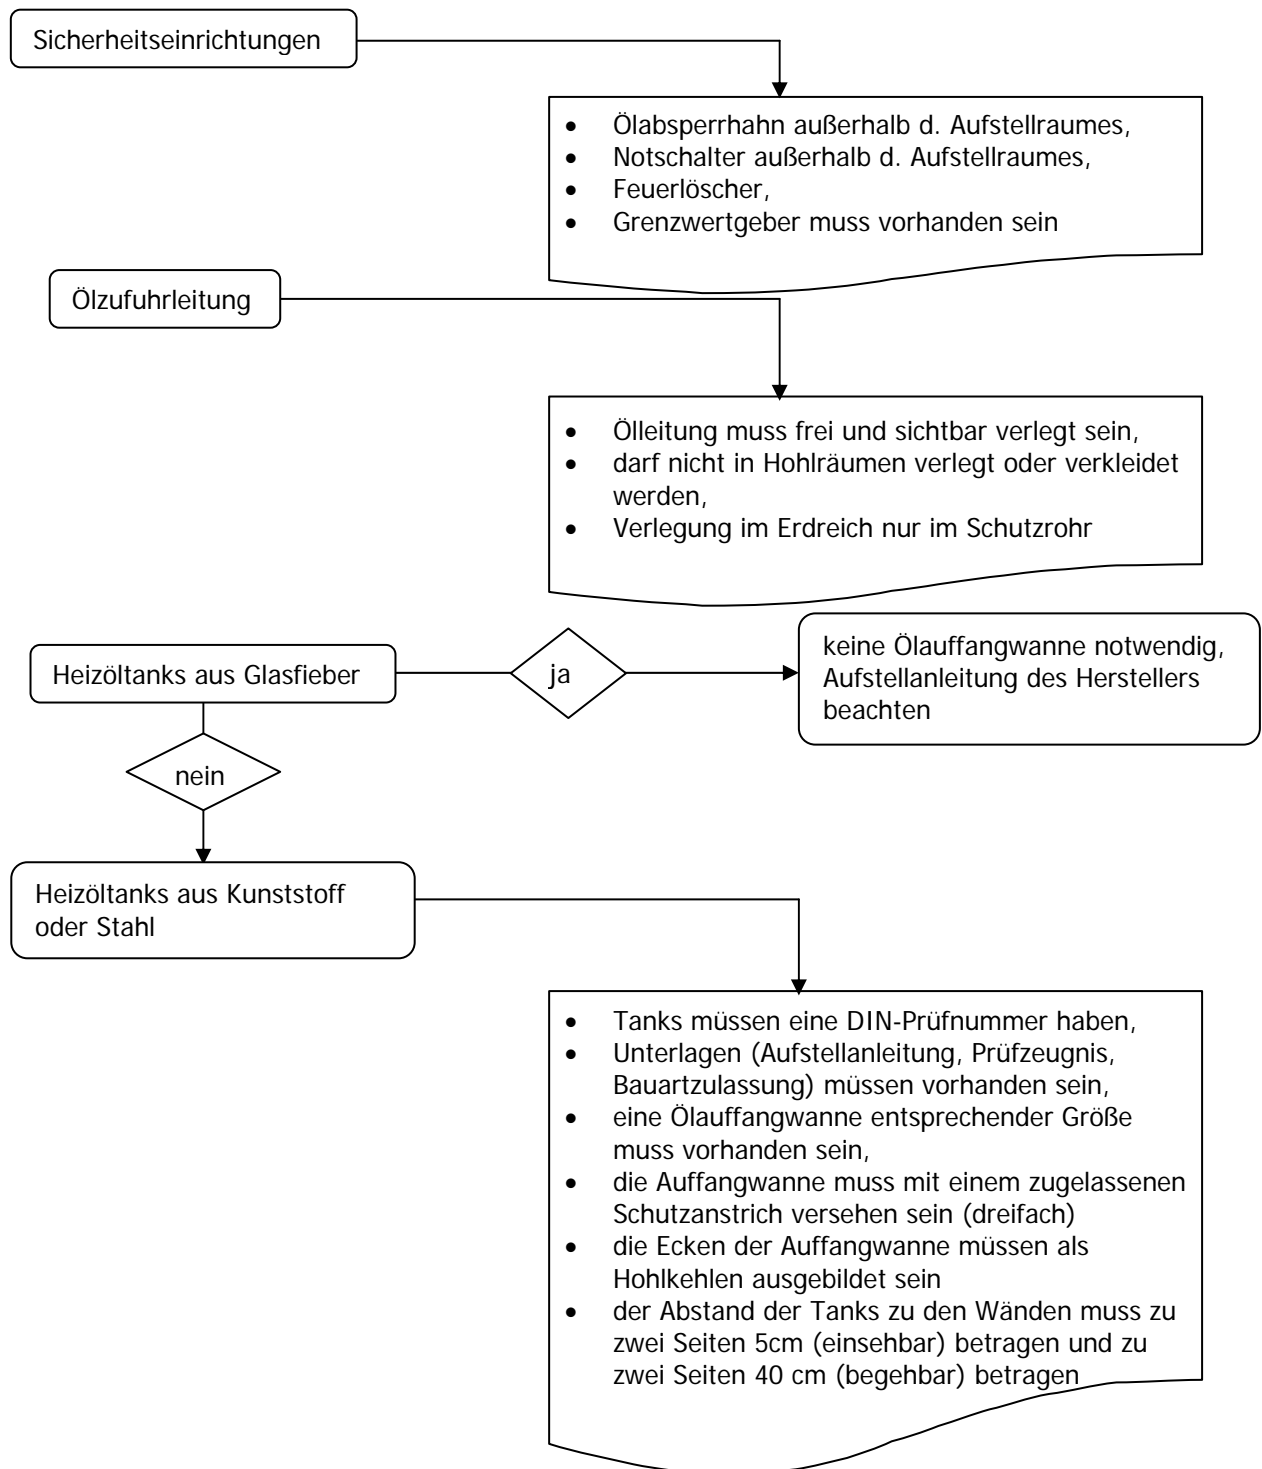 Sicherheitseinrichtungen
• Ölabsperrhahn außerhalb d. Aufstellraumes,
• Notschalter außerhalb d. Aufstellraumes,
• Feuerlöscher,
• Grenzwertgeber muss vorhanden sein
Ölzufuhrleitung
• Ölleitung muss frei und sichtbar verlegt sein,
• darf nicht in Hohlräumen verlegt oder verkleidet
werden,
• Verlegung im Erdreich nur im Schutzrohr
Heizöltanks aus Glasfieber
ja
keine Ölauffangwanne notwendig,
Aufstellanleitung des Herstellers
beachten
nein
Heizöltanks aus Kunststoff
oder Stahl
• Tanks müssen eine DIN-Prüfnummer haben,
• Unterlagen (Aufstellanleitung, Prüfzeugnis,
Bauartzulassung) müssen vorhanden sein,
• eine Ölauffangwanne entsprechender Größe
muss vorhanden sein,
• die Auffangwanne muss mit einem zugelassenen
Schutzanstrich versehen sein (dreifach)
• die Ecken der Auffangwanne müssen als
Hohlkehlen ausgebildet sein
• der Abstand der Tanks zu den Wänden muss zu
zwei Seiten 5cm (einsehbar) betragen und zu
zwei Seiten 40 cm (begehbar) betragen